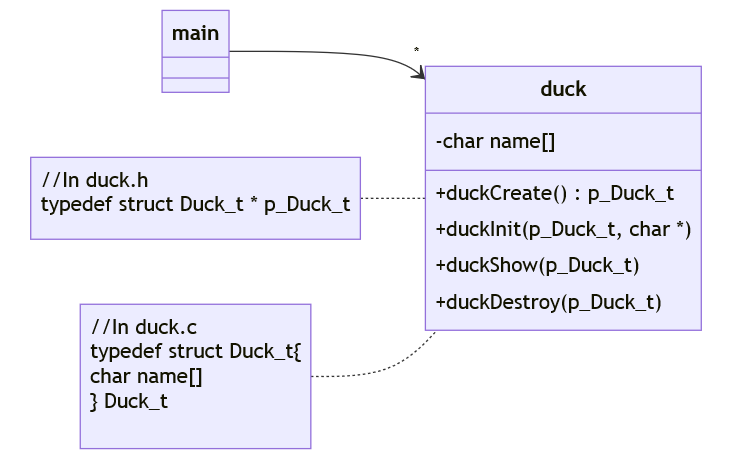 main
*
duck
-char name[]
+duckCreate() : p_Duck_t
+duckInit(p_Duck_t, char *)
+duckShow(p_Duck_t)
+duckDestroy(p_Duck_t)
//In duck.h
typedef struct Duck_t * p_Duck_t
//In duck.c
typedef struct Duck_t{
char name[]
} Duck_t